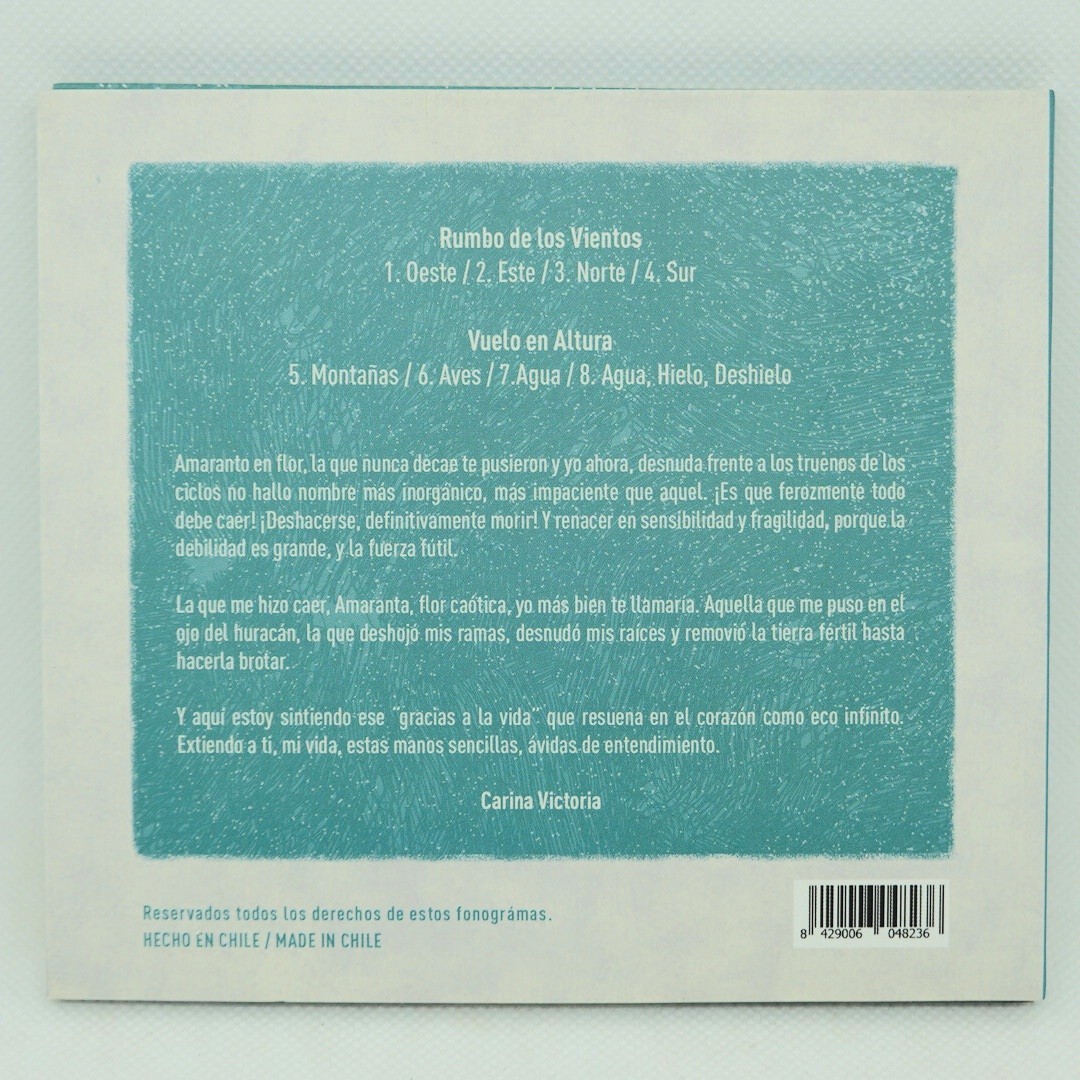 Rumbo de los Vientos
1. Oeste / 2. Este / 3. Norte / 4. Sur
Vuelo en Altura
5. Montañas / 6. Aves / 7.Agua / 8. Agua, Hielo, Deshielo
Amaranto en flor, la que nunca decae te pusieron y yo ahora, desnuda frente a los truenos de los
ciclos no hallo nombre más inorgánico, más impaciente que aquel. ¡Es que ferozmente todo
debe caer! ¡Deshacerse, definitivamente morir! Y renacer en sensibilidad y fragilidad, porque la
debilidad es grande, y la fuerza fútil.
La que me hizo caer, Amaranta, flor caótica, yo más bien te llamaría. Aquella que me puso en el
ojo del huracán, la que deshojó mis ramas, desnudó mis raíces y removió la tierra fértil hasta
hacerla brotar.
Y aquí estoy sintiendo ese "gracias a la vida" que resuena en el corazón como eco infinito.
Extiendo a ti, mi vida, estas manos sencillas, ávidas de entendimiento.
Carina Victoria
Reservados todos los derechos de estos fonográmas.
HECHO EN CHILE / MADE IN CHILE
8 429006 048236